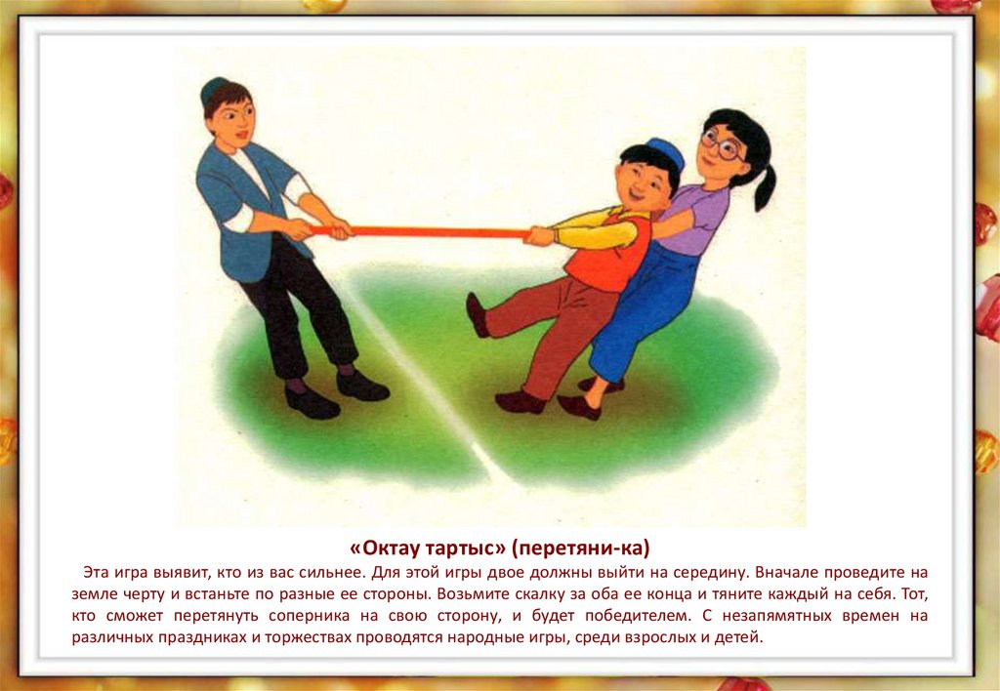 «Октау тартыс» (перетяни-ка)
Эта игра выявит, кто из вас сильнее. Для этой игры двое должны выйти на середину. Вначале проведите на
земле черту и встаньте по разные ее стороны. Возьмите скалку за оба ее конца и тяните каждый на себя. Тот,
кто сможет перетянуть соперника на свою сторону, и будет победителем. С незапямятных времен на
различных праздниках и торжествах проводятся народные игры, среди взрослых и детей.